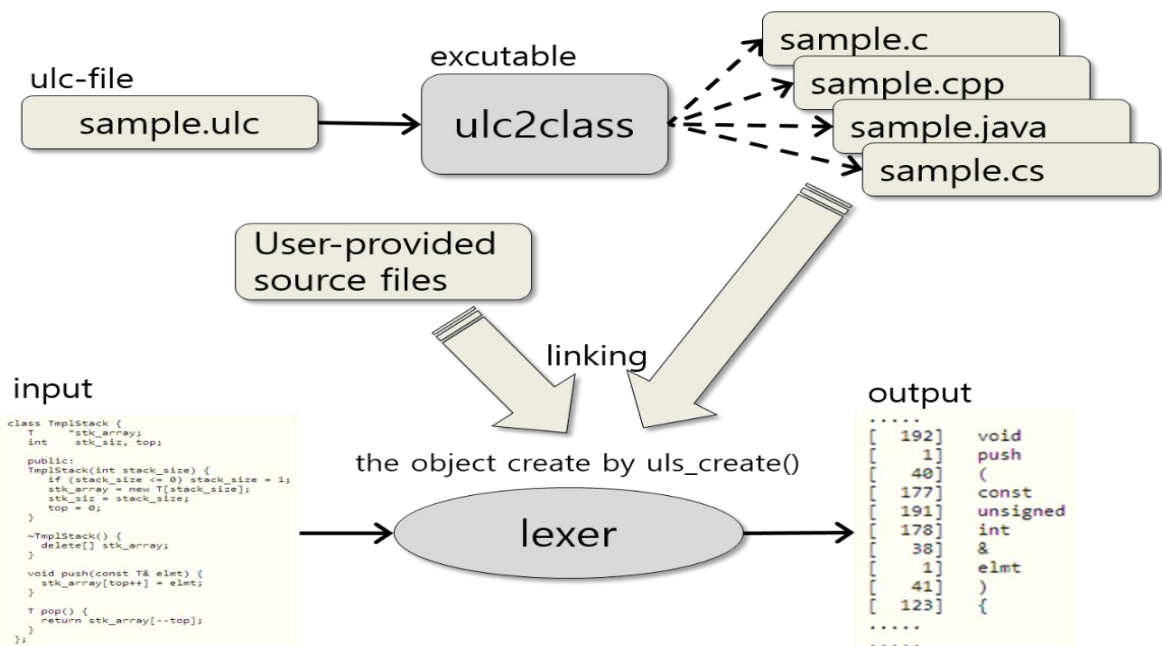 ulc-file
sample.ulc
excutable
ulc2class
sample.c
sample.cpp
sample.java
sample.cs
User-provided
source files
linking
input
class TmplStack {
T *stk_array;
int stk_siz, top;
public:
TmplStack(int stack_size) {
if (stack_size <= 0) stack_size = 1;
stk_array = new T[stack_size];
stk_siz = stack_size;
top = 0;
}
~TmplStack() {
delete[] stk_array;
}
void push(const T& elmt) {
stk_array[top++] = elmt;
}
T pop() {
return stk_array[--top];
}
};
the object create by uls_create()
lexer
output
.....
[ 192] void
[ 1] push
[ 40] (
[ 177] const
[ 191] unsigned
[ 178] int
[ 38] &
[ 1] elmt
[ 41] )
[ 123] {
.....
.....